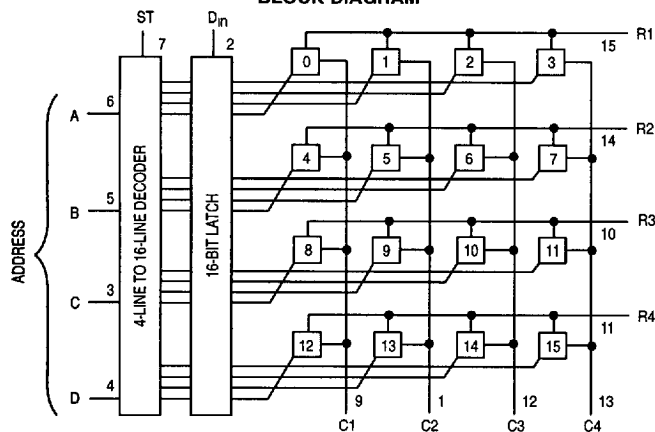 BLOCK DIAGRAM
ST
D_in
7
2
R1
15
0
1
2
3
A
6
R2
14
4
5
6
7
B
5
ADDRESS
4-LINE TO 16-LINE DECODER
16-BIT LATCH
R3
10
8
9
10
11
C
3
R4
11
12
13
14
15
D
4
9
1
12
13
C1
C2
C3
C4